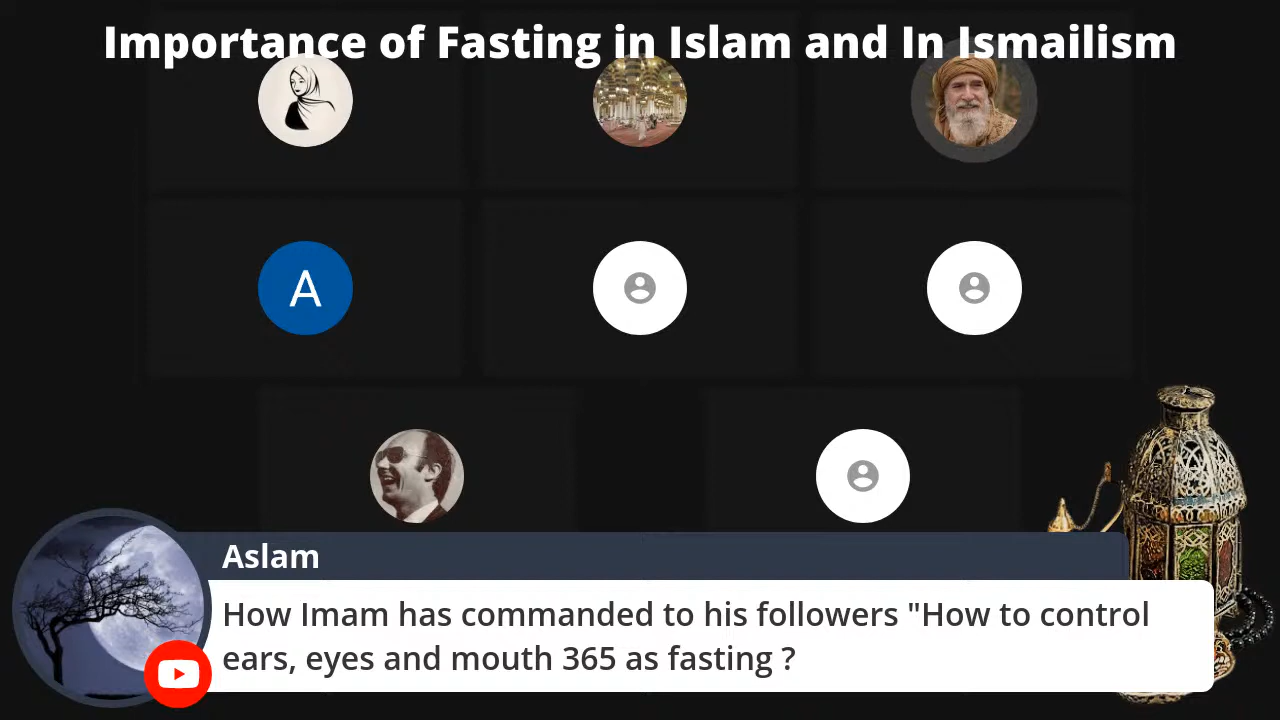 Importance of Fasting in Islam and In Ismailism
A
Aslam
How Imam has commanded to his followers "How to control
ears, eyes and mouth 365 as fasting ?